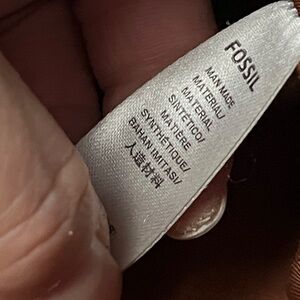 FOSSIL
MAN MADE
MATERIAL/
MATERIAL
SINTÉTICO/
MATIÈRE
SYNTHÉTIQUE/
BAHAN IMITASI/
人造材料